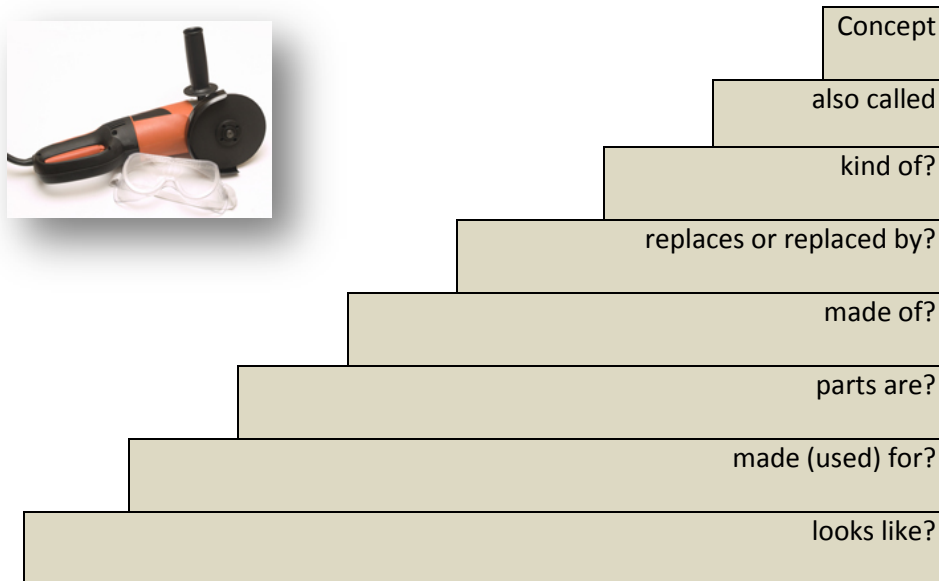 Concept
also called
kind of?
replaces or replaced by?
made of?
parts are?
made (used) for?
looks like?